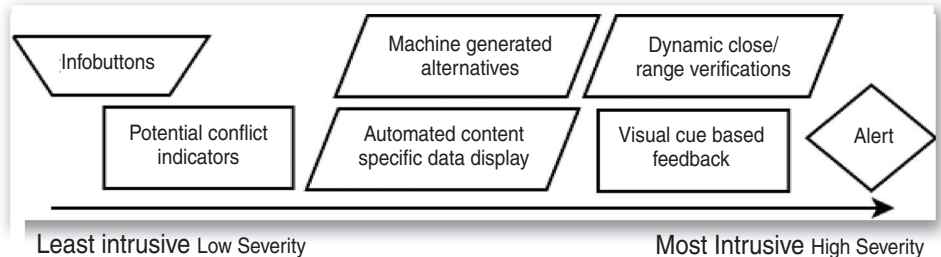 Infobuttons
Machine generated
alternatives
Dynamic close/
range verifications
Potential conflict
indicators
Automated content
specific data display
Visual cue based
feedback
Alert
Least intrusive Low Severity
Most Intrusive High Severity